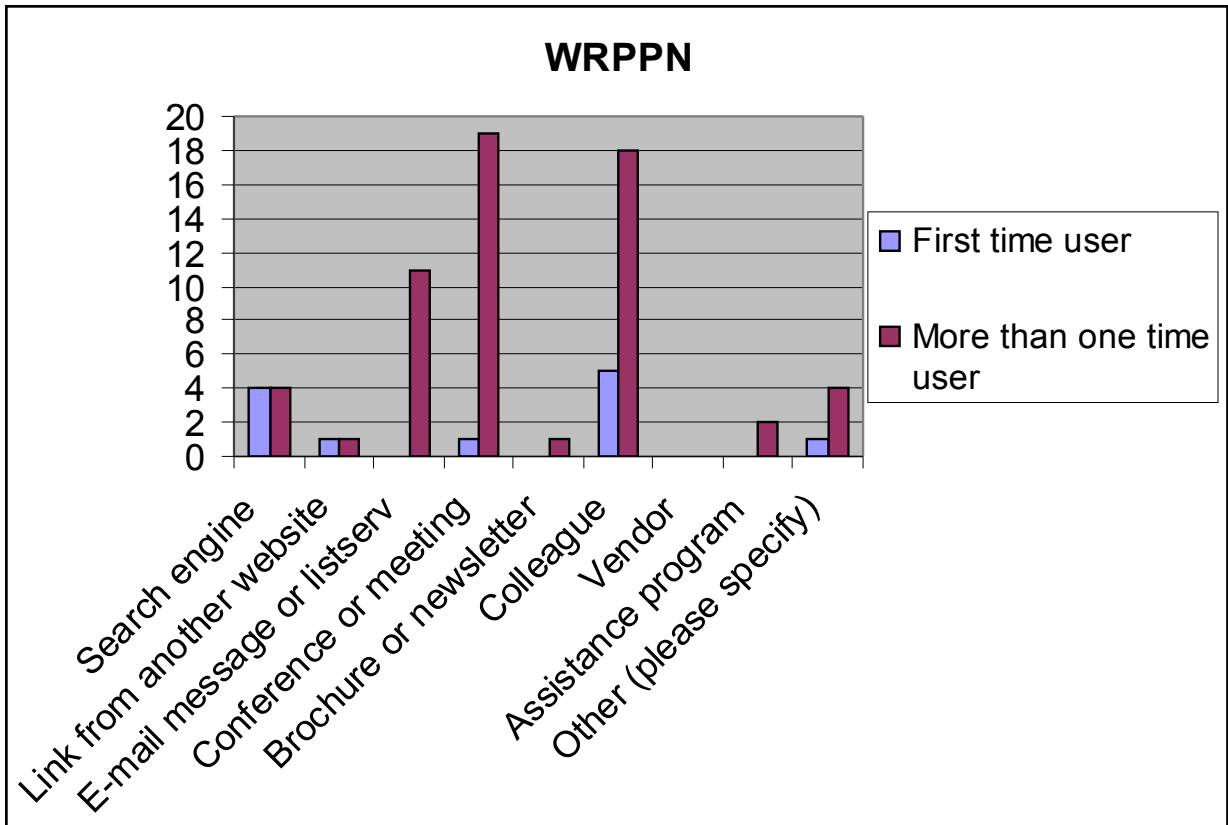 WRPPN
20
18
16
14
12
10
8
6
4
2
0
Search engine
Link from another website
E-mail message or listserv
Conference or meeting
Brochure or newsletter
Colleague
Vendor
Assistance program
Other (please specify)
First time user
More than one time
user